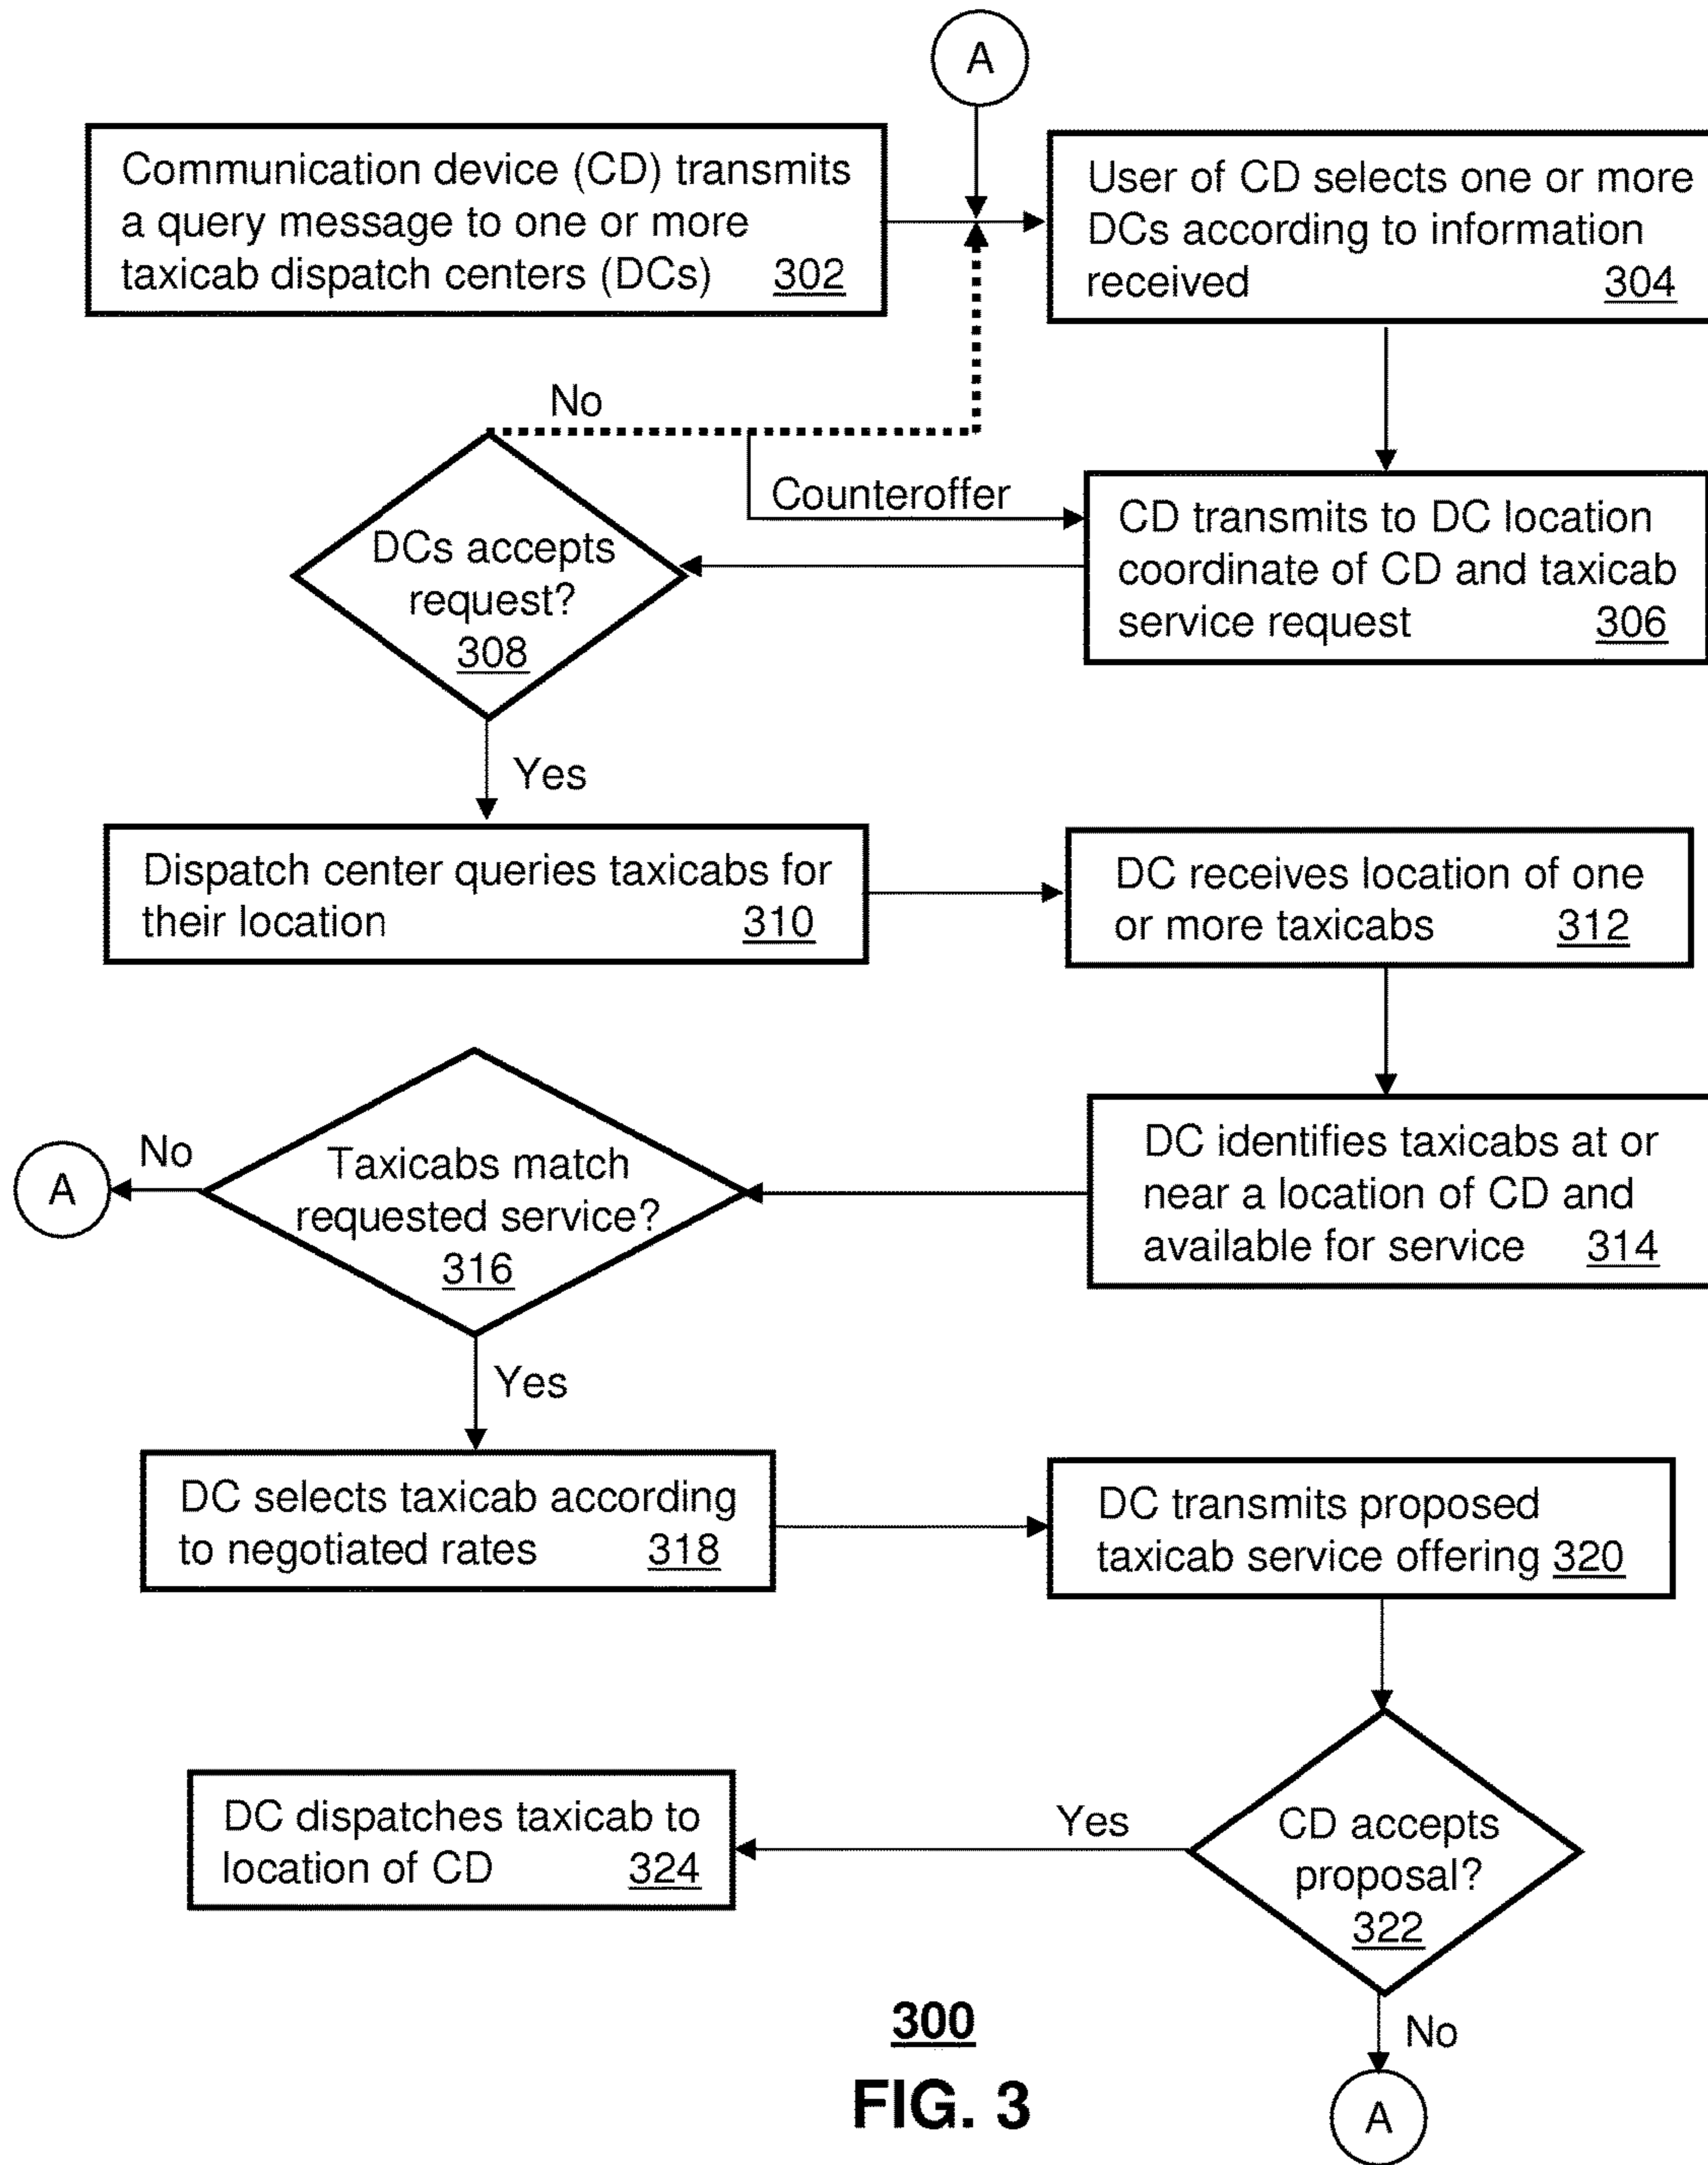 A
Communication device (CD) transmits
a query message to one or more
taxicab dispatch centers (DCs) 302
User of CD selects one or more
DCs according to information
received 304
No
Counteroffer
DCs accepts
request?
308
CD transmits to DC location
coordinate of CD and taxicab
service request 306
Yes
Dispatch center queries taxicabs for
their location 310
DC receives location of one
or more taxicabs 312
A
No
Taxicabs match
requested service?
316
DC identifies taxicabs at or
near a location of CD and
available for service 314
Yes
DC selects taxicab according
to negotiated rates 318
DC transmits proposed
taxicab service offering 320
DC dispatches taxicab to
location of CD 324
Yes
CD accepts
proposal?
322
No
A
300
FIG. 3